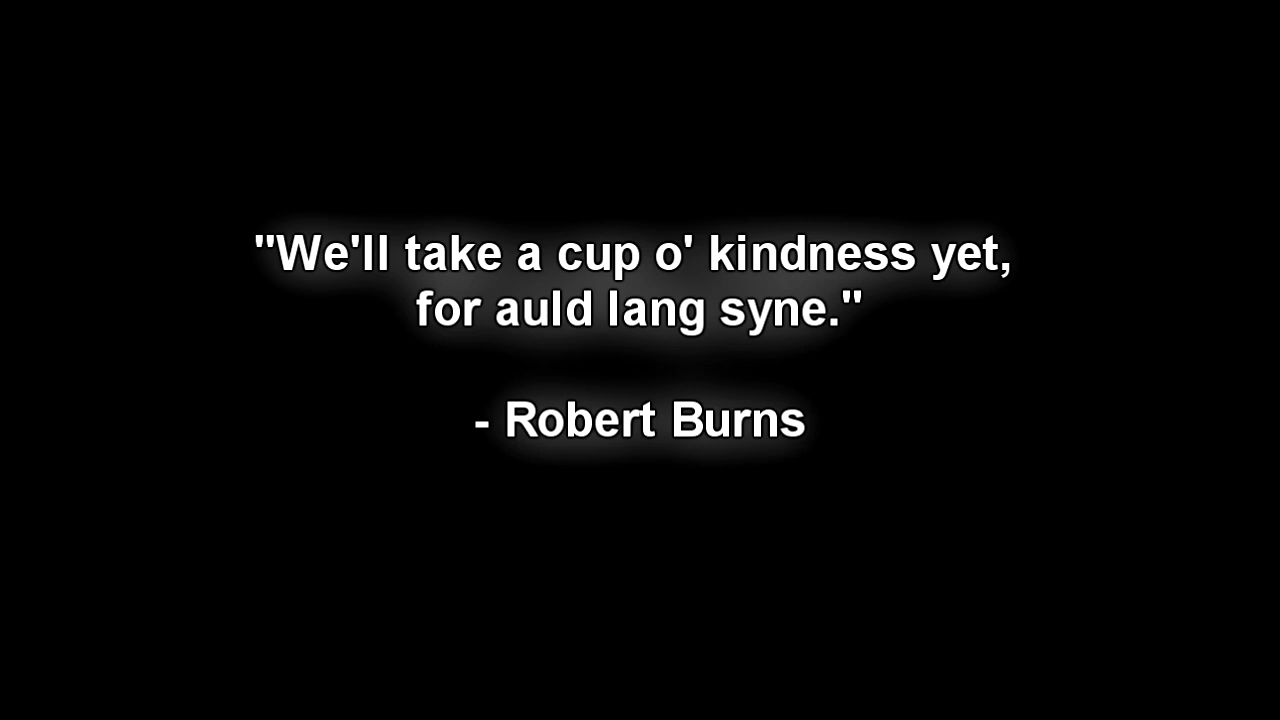 "We'll take a cup o' kindness yet,
for auld lang syne."
- Robert Burns